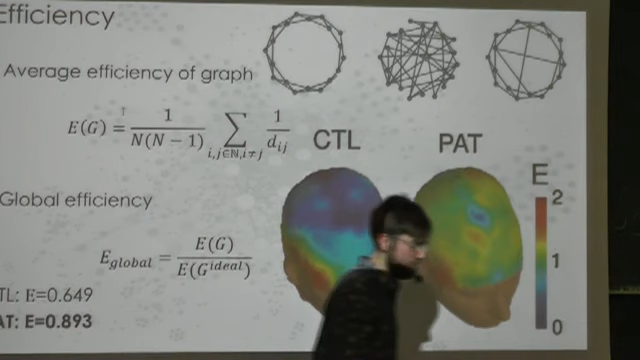 Efficiency
Average efficiency of graph
E(G) = 1 / N(N − 1) ∑ i,j∈ℕ,i≠j 1 / d_ij
CTL
PAT
E
2
1
0
Global efficiency
E_global = E(G) / E(G^ideal)
TL: E=0.649
AT: E=0.893